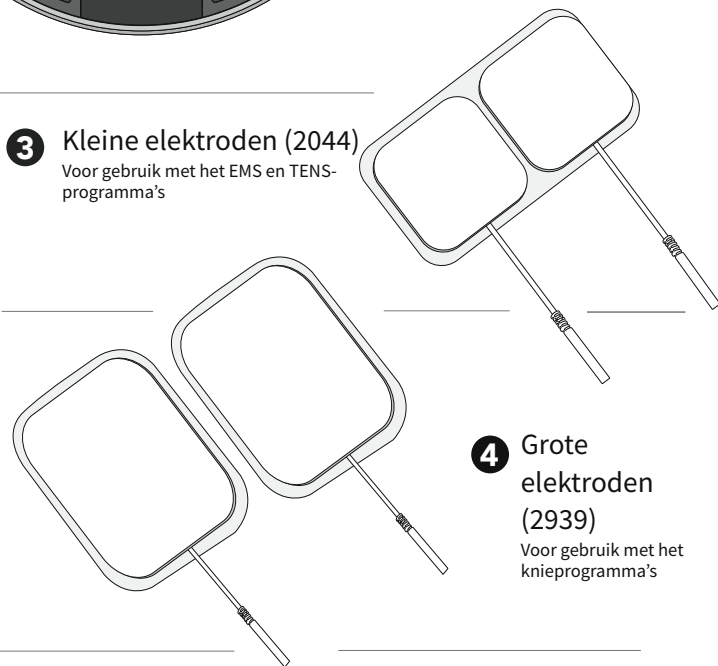 3 Kleine elektroden (2044)
Voor gebruik met het EMS en TENS-
programma’s
4 Grote
elektroden
(2939)
Voor gebruik met het
knieprogramma’s